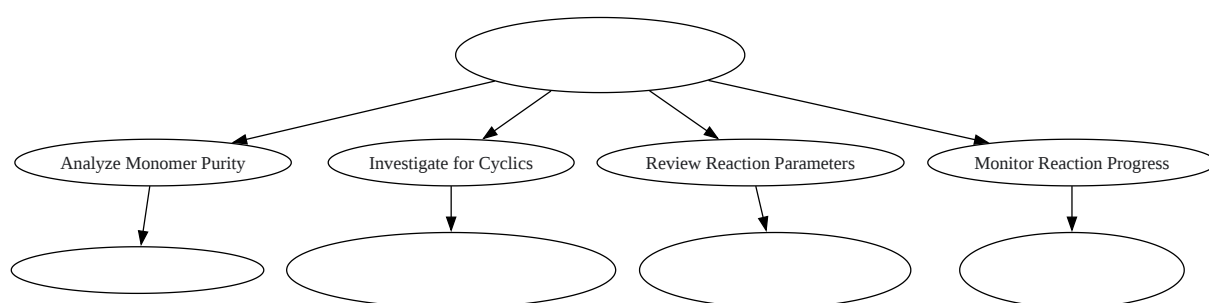 Analyze Monomer Purity
Investigate for Cyclics
Review Reaction Parameters
Monitor Reaction Progress